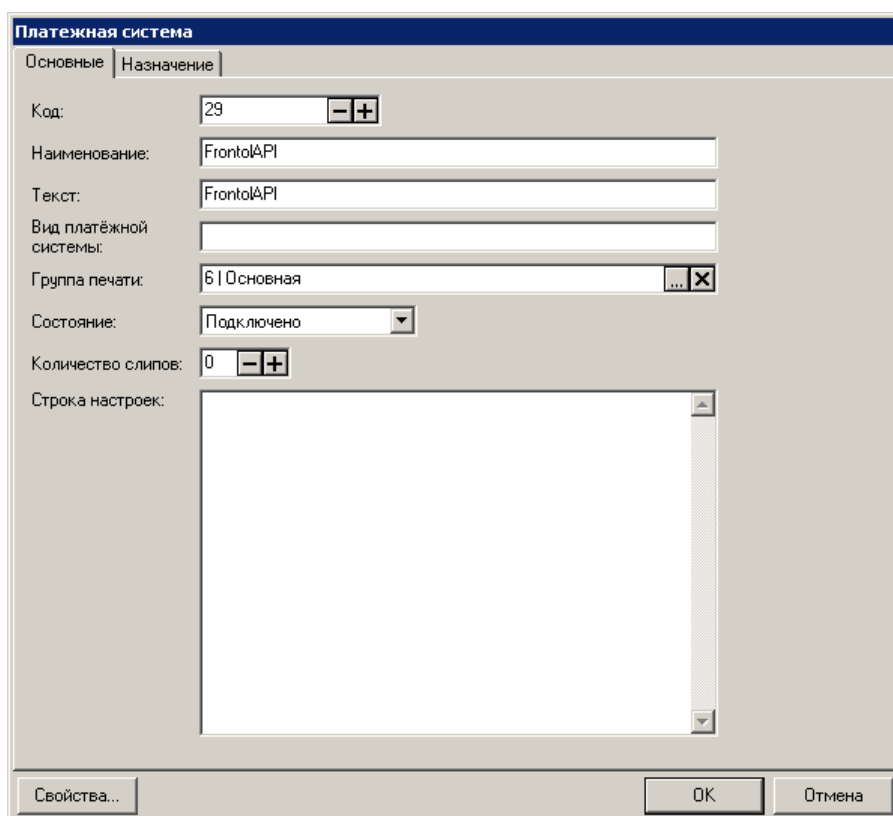 Платежная система
Основные Назначение
Код: 29
Наименование: FrontolAPI
Текст: FrontolAPI
Вид платёжной
системы:
Группа печати: 6 | Основная ...
Состояние: Подключено
Количество слипов: 0
Строка настроек:
Свойства... OK Отмена